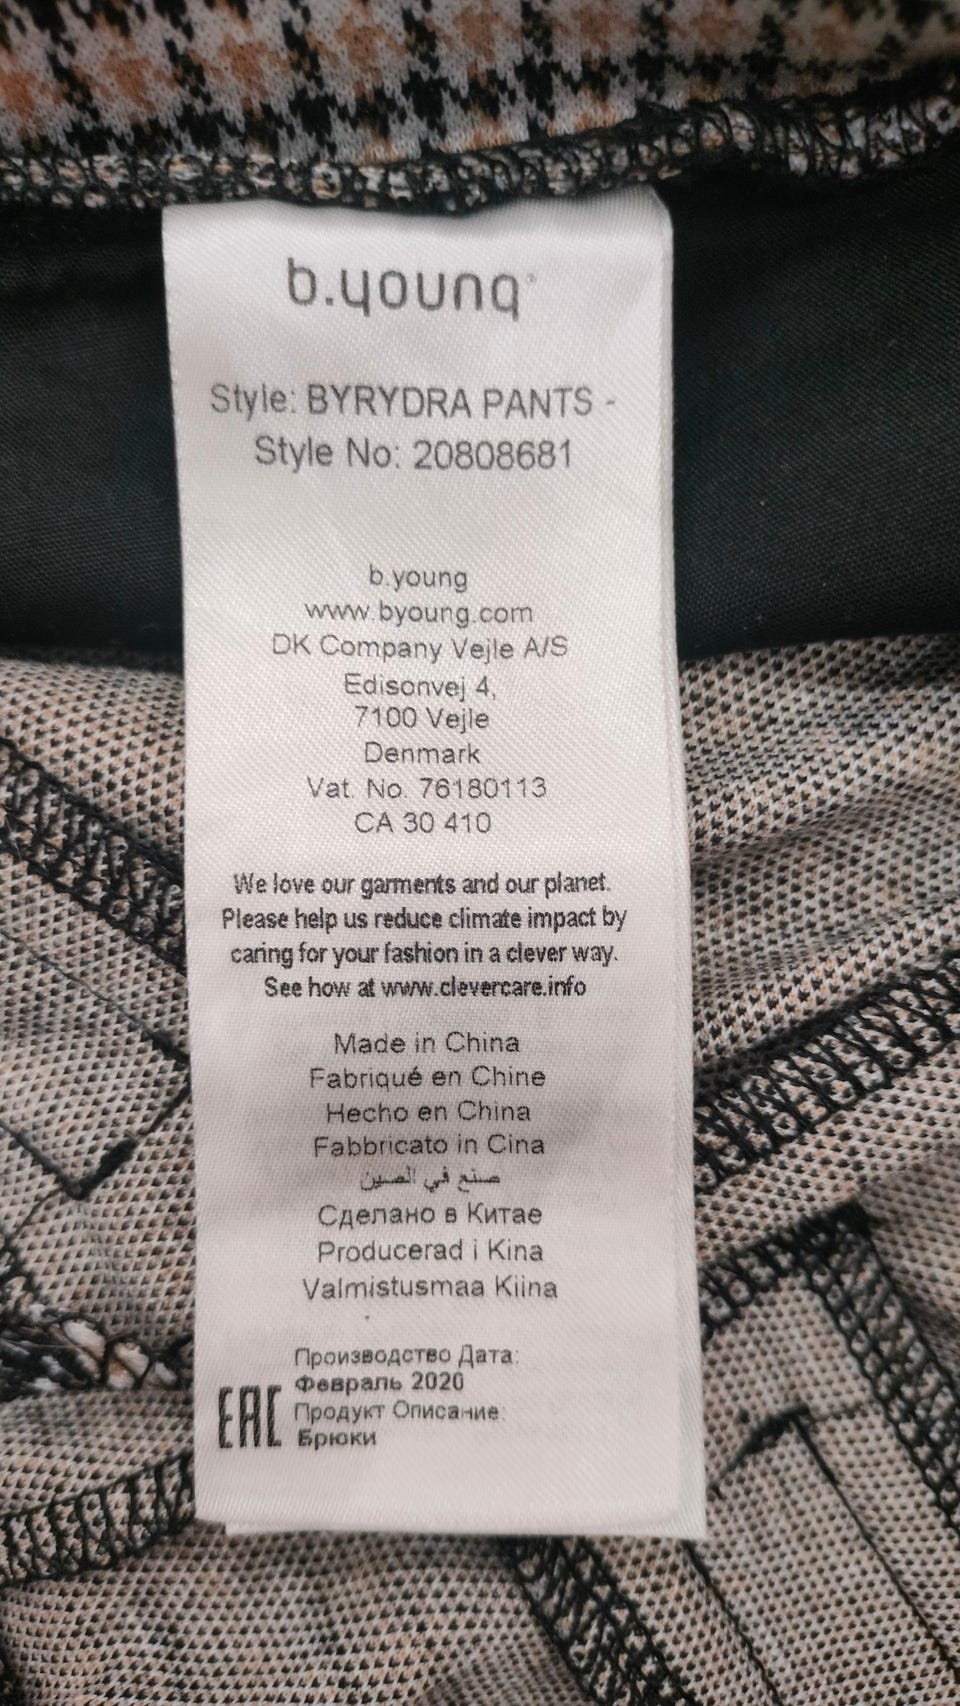 b.young
Style: BYRYDRA PANTS -
Style No: 20808681
b.young
www.byoung.com
DK Company Vejle A/S
Edisonvej 4,
7100 Vejle
Denmark
Vat. No. 76180113
CA 30 410
We love our garments and our planet.
Please help us reduce climate impact by
caring for your fashion in a clever way.
See how at www.clevercare.info
Made in China
Fabriqué en Chine
Hecho en China
Fabbricato in Cina
صنع في الصين
Сделано в Китае
Producerad i Kina
Valmistusmaa Kiina
Производство Дата:
Февраль 2020
EAC Продукт Описание:
Брюки